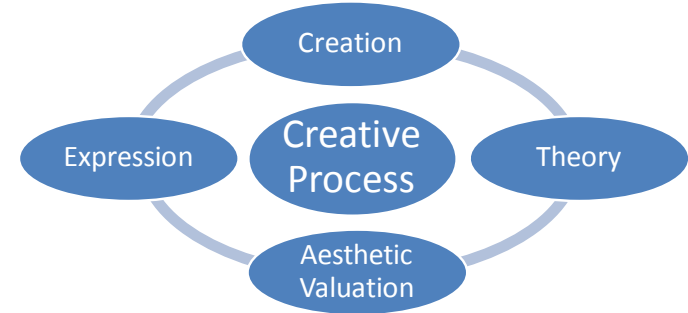 Creation
Expression
Creative
Process
Theory
Aesthetic
Valuation